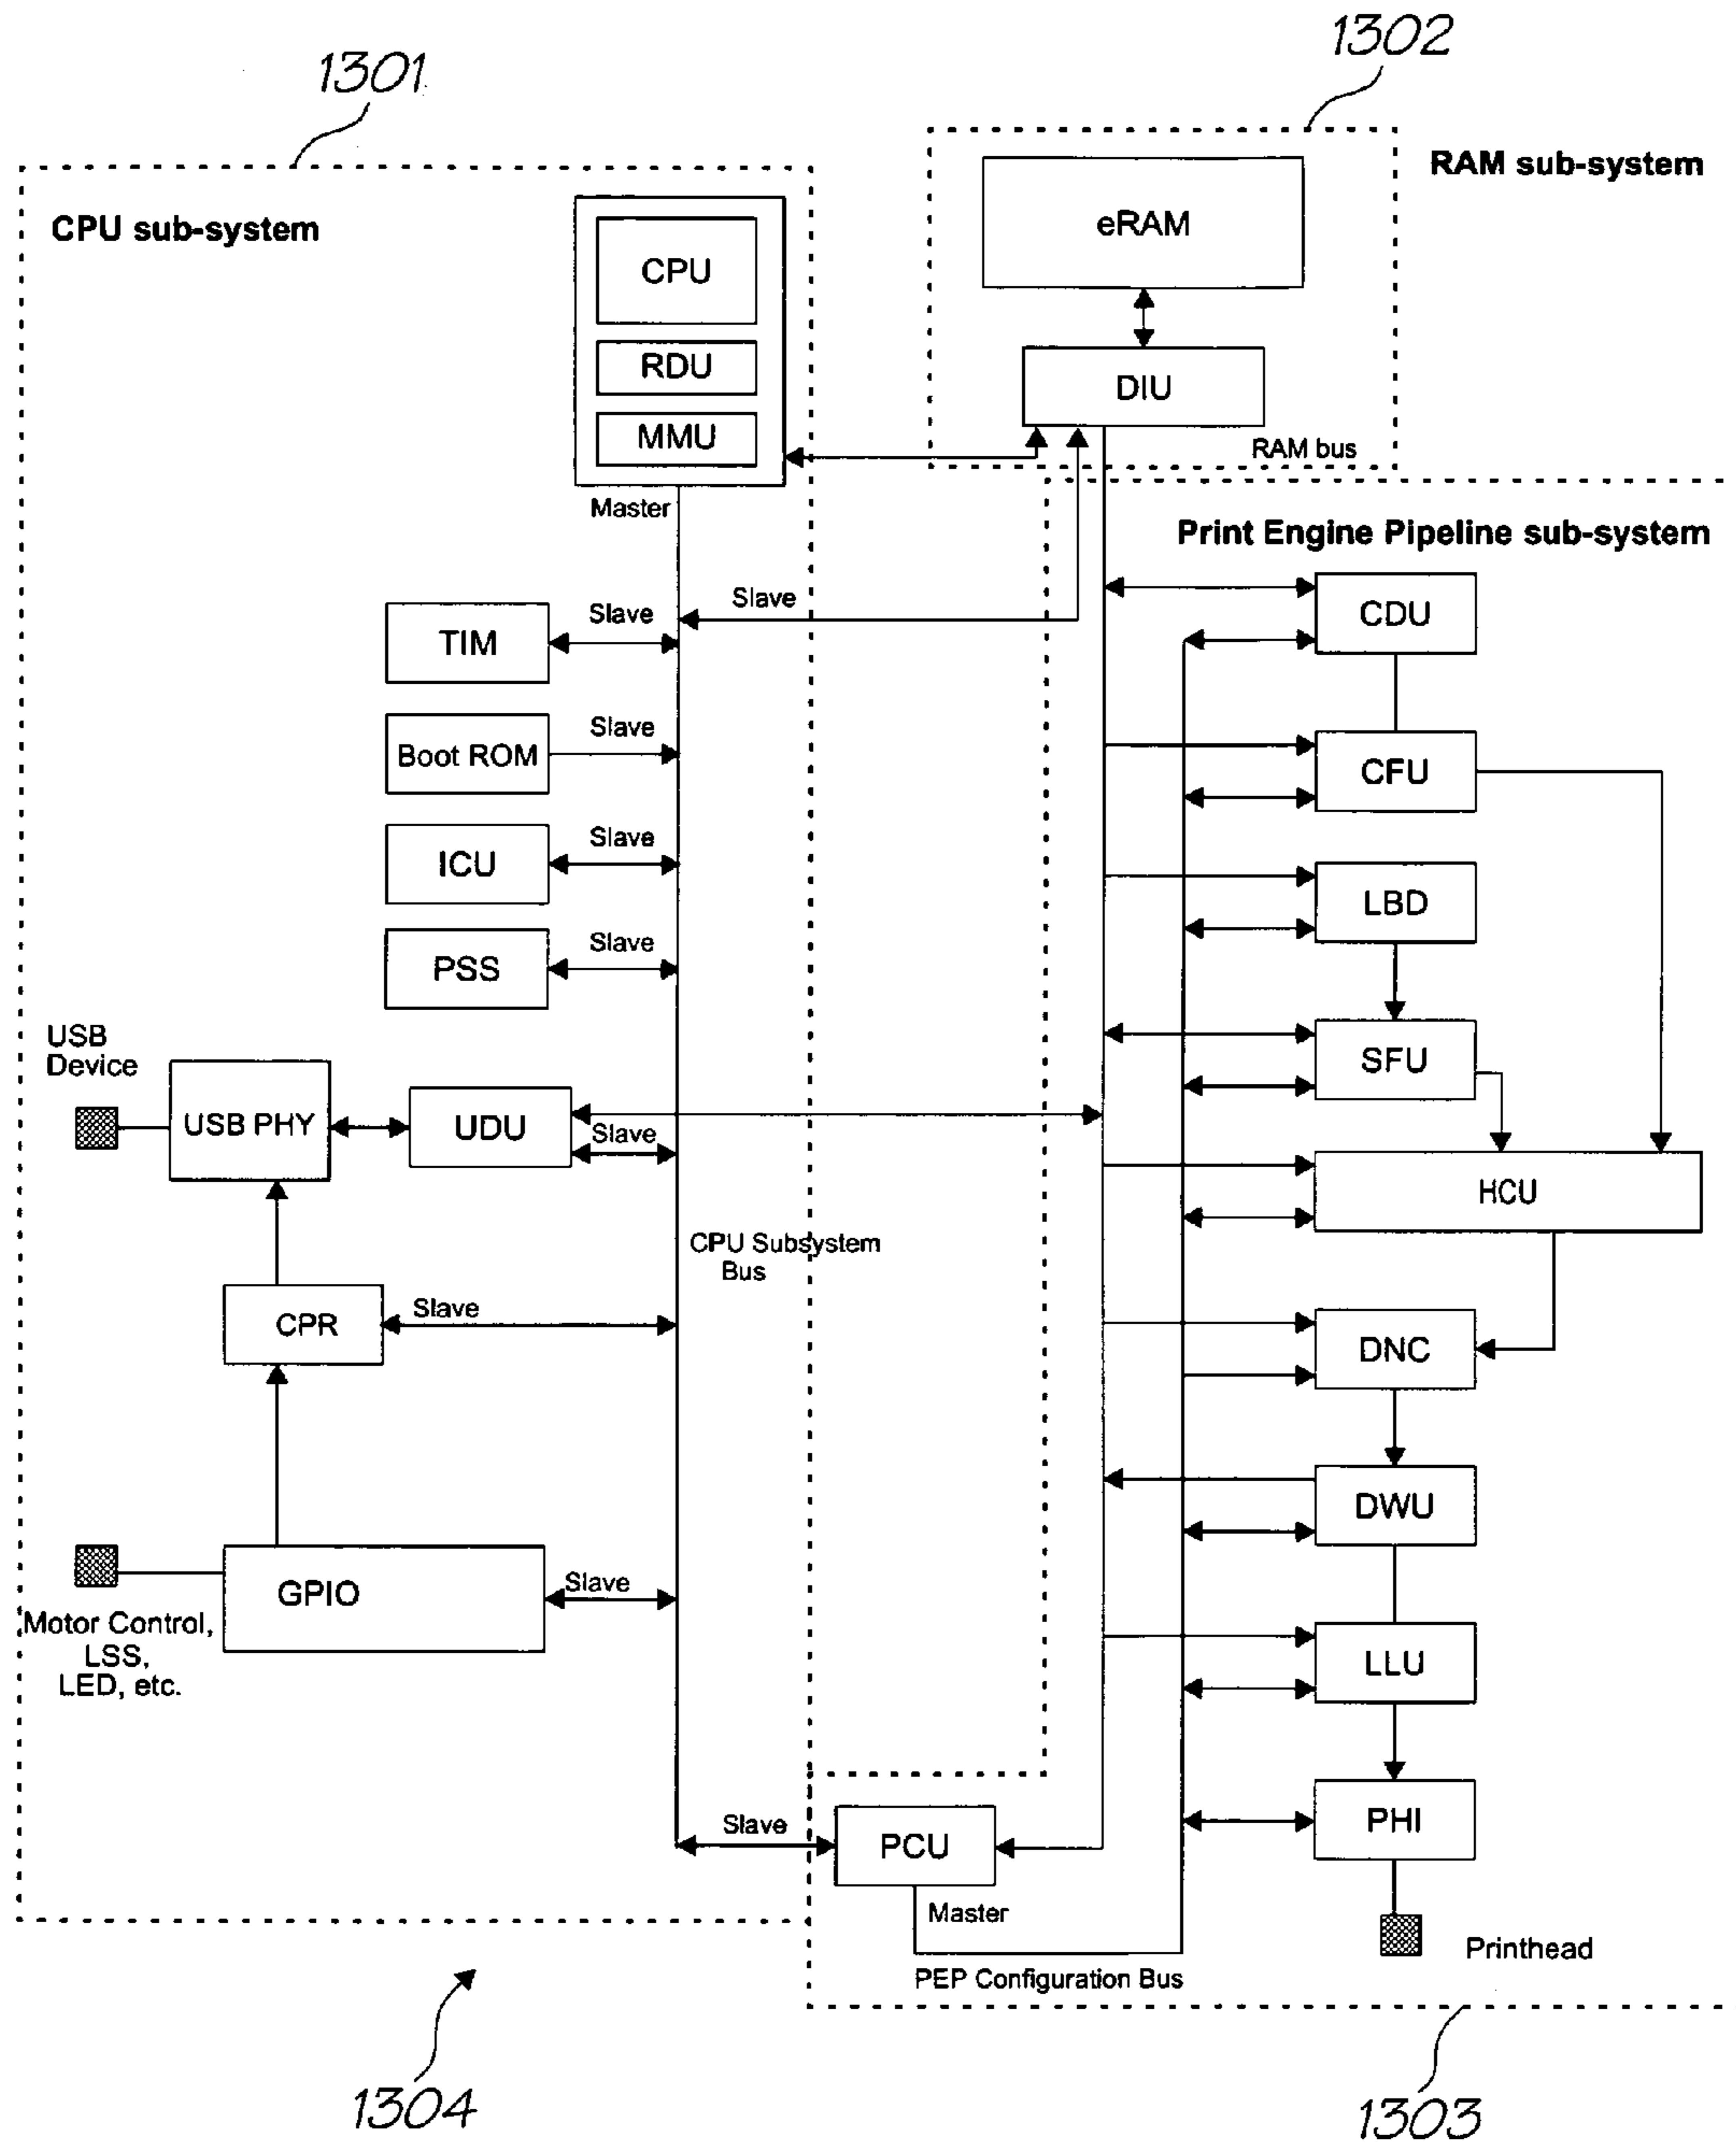 1301
1302
CPU sub-system
CPU
RDU
MMU
Master
RAM sub-system
eRAM
DIU
RAM bus
Print Engine Pipeline sub-system
Slave
TIM
Slave
Boot ROM
Slave
ICU
Slave
PSS
Slave
USB
Device
USB PHY
UDU
Slave
CPU Subsystem
Bus
CPR
Slave
GPIO
Slave
Motor Control,
LSS,
LED, etc.
CDU
CFU
LBD
SFU
HCU
DNC
DWU
LLU
PHI
Slave
PCU
Master
PEP Configuration Bus
Printhead
1304
1303